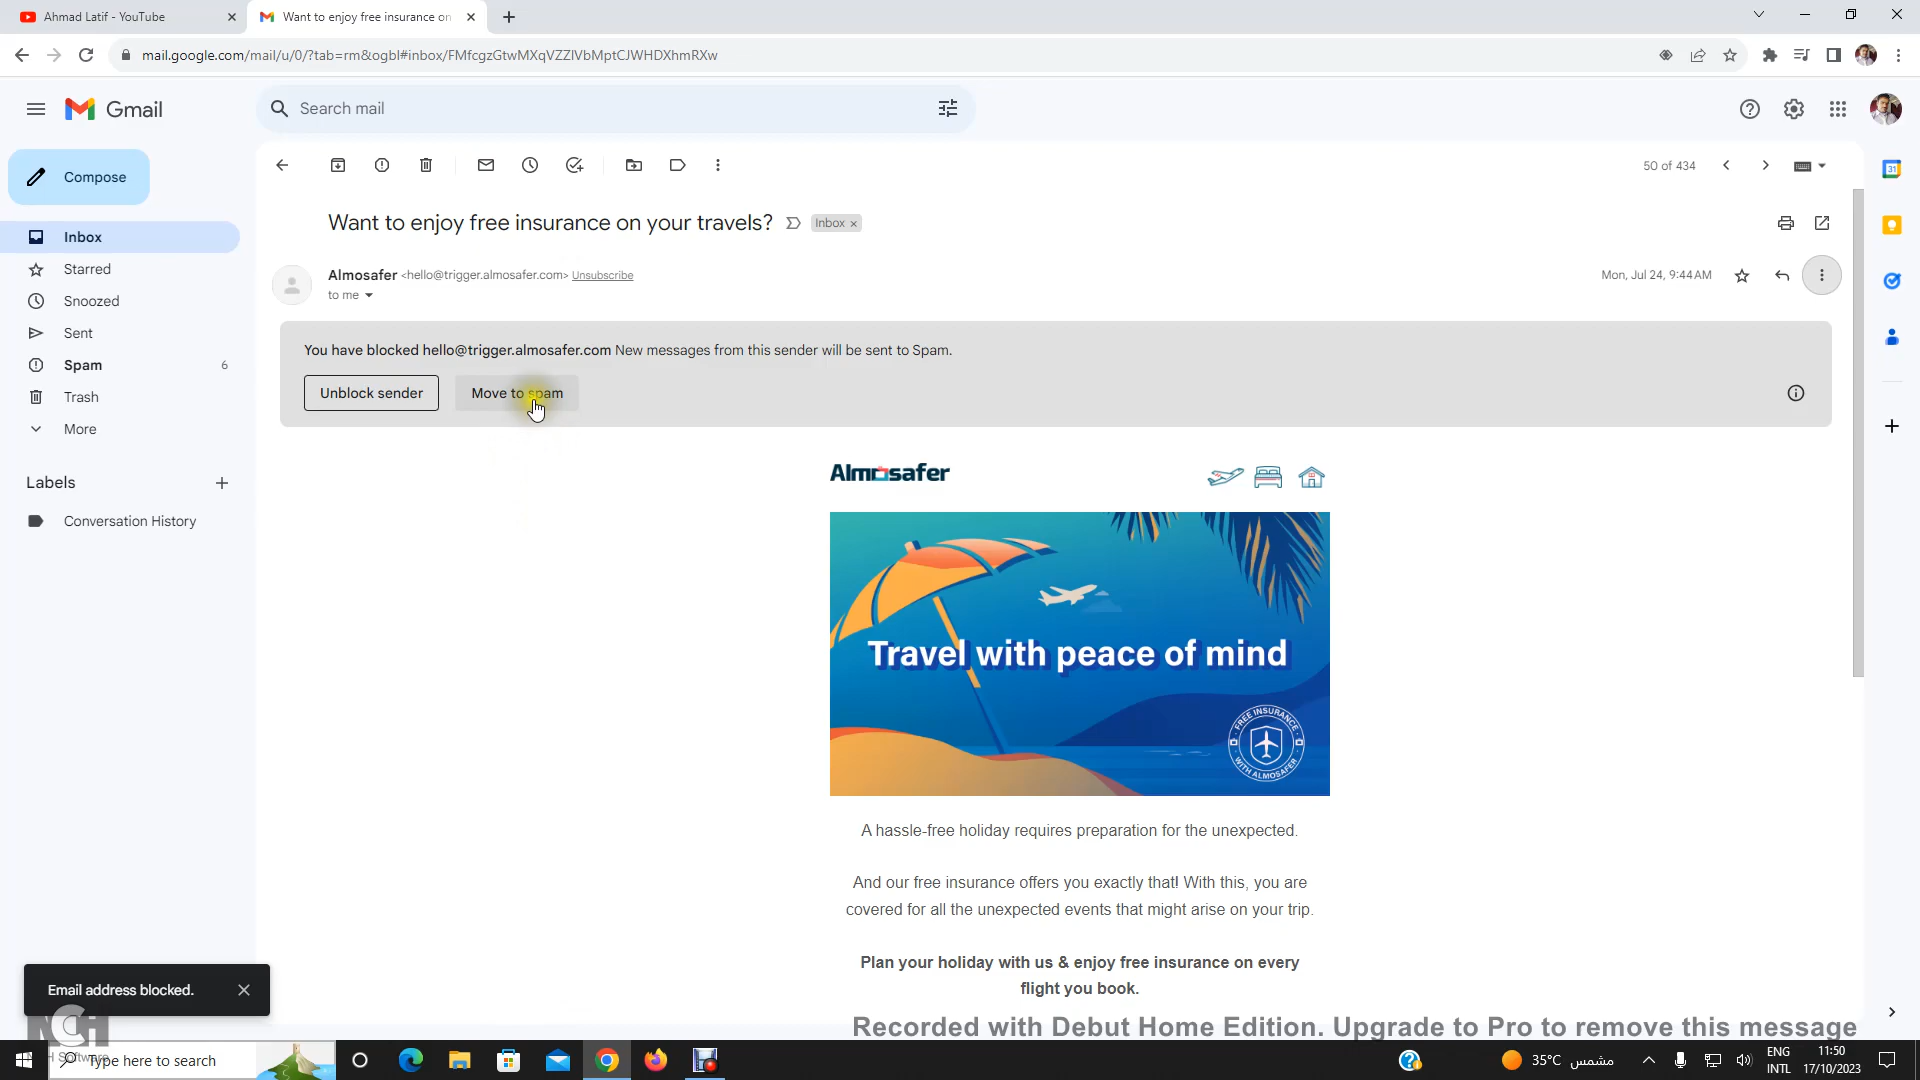 Ahmad Latif - YouTube
Want to enjoy free insurance on
mail.google.com/mail/u/0/?tab=rm&ogbl#inbox/FMfcgzGtwMXqVZZlVbMptCJWHDXhmRXw
Gmail
Search mail
Compose
50 of 434
Want to enjoy free insurance on your travels?
Inbox ×
Inbox
Starred
Snoozed
Sent
Spam 6
Trash
More
Labels
Conversation History
Almosafer <hello@trigger.almosafer.com> Unsubscribe
Mon, Jul 24, 9:44 AM
to me
You have blocked hello@trigger.almosafer.com New messages from this sender will be sent to Spam.
Unblock sender
Move to spam
31
Almosafer
Travel with peace of mind
FREE INSURANCE
WITH ALMOSAFER
A hassle-free holiday requires preparation for the unexpected.
And our free insurance offers you exactly that! With this, you are
covered for all the unexpected events that might arise on your trip.
Plan your holiday with us & enjoy free insurance on every
flight you book.
Email address blocked.
NCH
Software
Recorded with Debut Home Edition. Upgrade to Pro to remove this message
Type here to search
35°C مشمس
ENG
INTL
11:50
17/10/2023